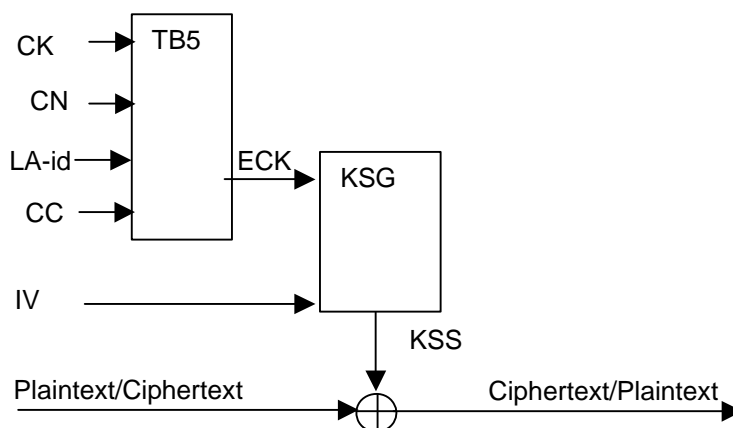 CK
TB5
CN
LA-id
ECK
KSG
CC
IV
KSS
Plaintext/Ciphertext
Ciphertext/Plaintext